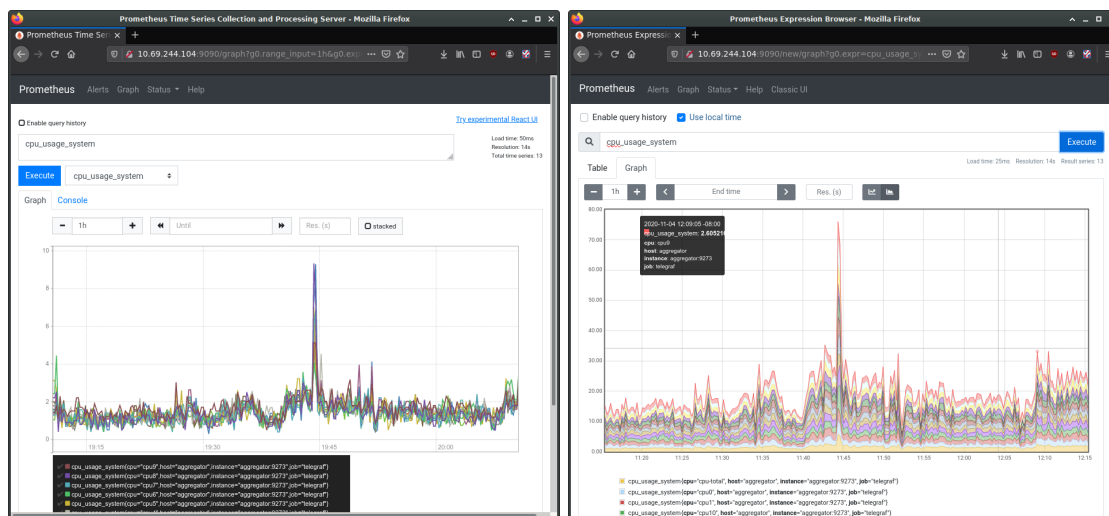 Prometheus Time Series Collection and Processing Server - Mozilla Firefox
Prometheus Time Seri
10.69.244.104:9090/graph?g0.range_input=1h&g0.exp
Prometheus Alerts Graph Status Help
Enable query history
Try experimental React UI
cpu_usage_system
Load time: 50ms
Resolution: 14s
Total time series: 13
Execute cpu_usage_system
Graph Console
1h Until Res. (s) stacked
10
8
6
4
2
0
19:15 19:30 19:45 20:00
cpu_usage_system{cpu="cpu9",host="aggregator",instance="aggregator:9273",job="telegraf"}
cpu_usage_system{cpu="cpu8",host="aggregator",instance="aggregator:9273",job="telegraf"}
cpu_usage_system{cpu="cpu7",host="aggregator",instance="aggregator:9273",job="telegraf"}
cpu_usage_system{cpu="cpu6",host="aggregator",instance="aggregator:9273",job="telegraf"}
cpu_usage_system{cpu="cpu5",host="aggregator",instance="aggregator:9273",job="telegraf"}
Prometheus Expression Browser - Mozilla Firefox
Prometheus Expressio
10.69.244.104:9090/new/graph?g0.expr=cpu_usage_sy
Prometheus Alerts Graph Status Help Classic UI
Enable query history Use local time
cpu_usage_system Execute
Load time: 25ms Resolution: 14s Result series: 13
Table Graph
1h End time Res. (s)
80.00
70.00
60.00
50.00
40.00
30.00
20.00
10.00
0.00
2020-11-04 12:09:05 -08:00
cpu_usage_system: 2.605210
cpu: cpu9
host: aggregator
instance: aggregator:9273
job: telegraf
11:20 11:25 11:30 11:35 11:40 11:45 11:50 11:55 12:00 12:05 12:10 12:15
cpu_usage_system{cpu="cpu-total", host="aggregator", instance="aggregator:9273", job="telegraf"}
cpu_usage_system{cpu="cpu0", host="aggregator", instance="aggregator:9273", job="telegraf"}
cpu_usage_system{cpu="cpu1", host="aggregator", instance="aggregator:9273", job="telegraf"}
cpu_usage_system{cpu="cpu10", host="aggregator", instance="aggregator:9273", job="telegraf"}